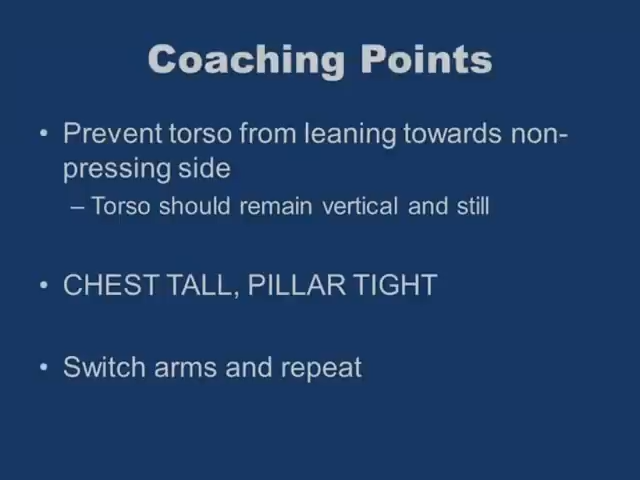 Coaching Points
• Prevent torso from leaning towards non-
pressing side
– Torso should remain vertical and still
• CHEST TALL, PILLAR TIGHT
• Switch arms and repeat